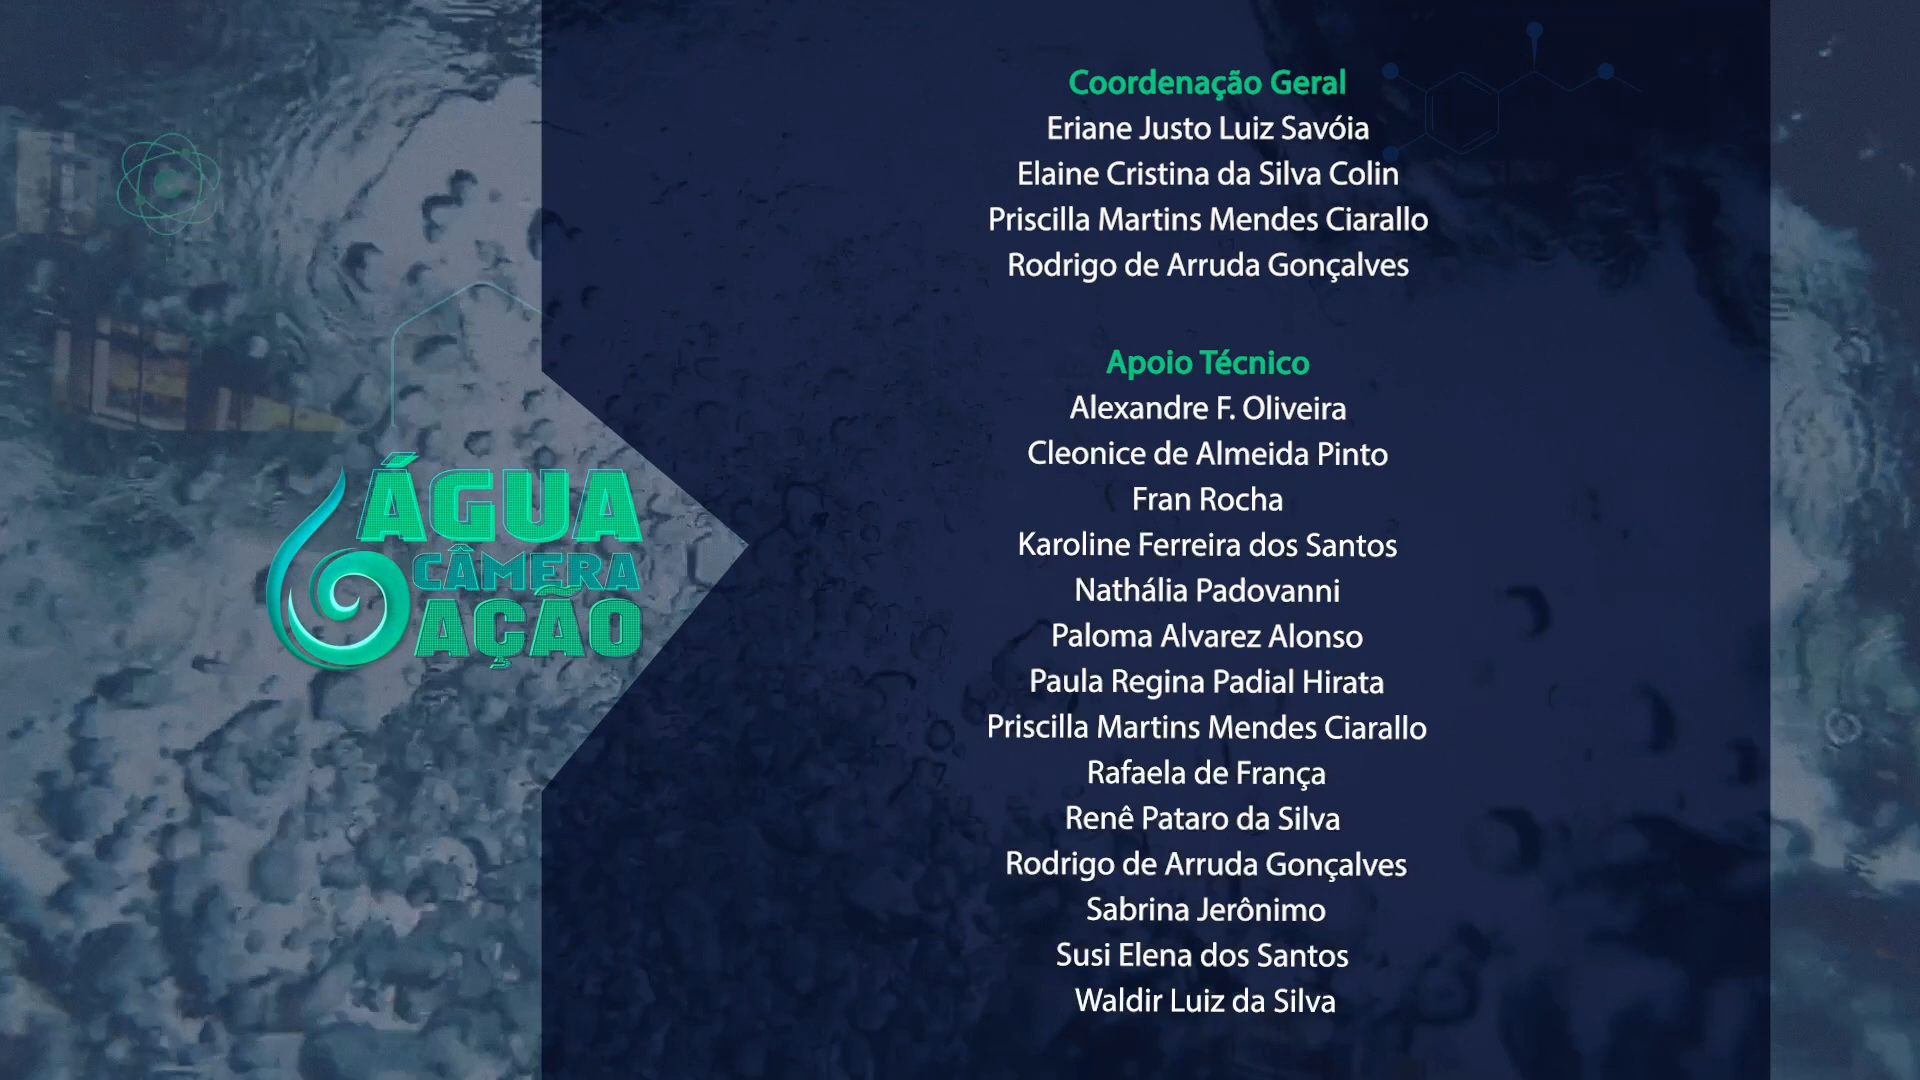 ÁGUA
CÂMERA
AÇÃO
Coordenação Geral
Eriane Justo Luiz Savóia
Elaine Cristina da Silva Colin
Priscilla Martins Mendes Ciarallo
Rodrigo de Arruda Gonçalves
Apoio Técnico
Alexandre F. Oliveira
Cleonice de Almeida Pinto
Fran Rocha
Karoline Ferreira dos Santos
Nathália Padovanni
Paloma Alvarez Alonso
Paula Regina Padial Hirata
Priscilla Martins Mendes Ciarallo
Rafaela de França
Renê Pataro da Silva
Rodrigo de Arruda Gonçalves
Sabrina Jerônimo
Susi Elena dos Santos
Waldir Luiz da Silva